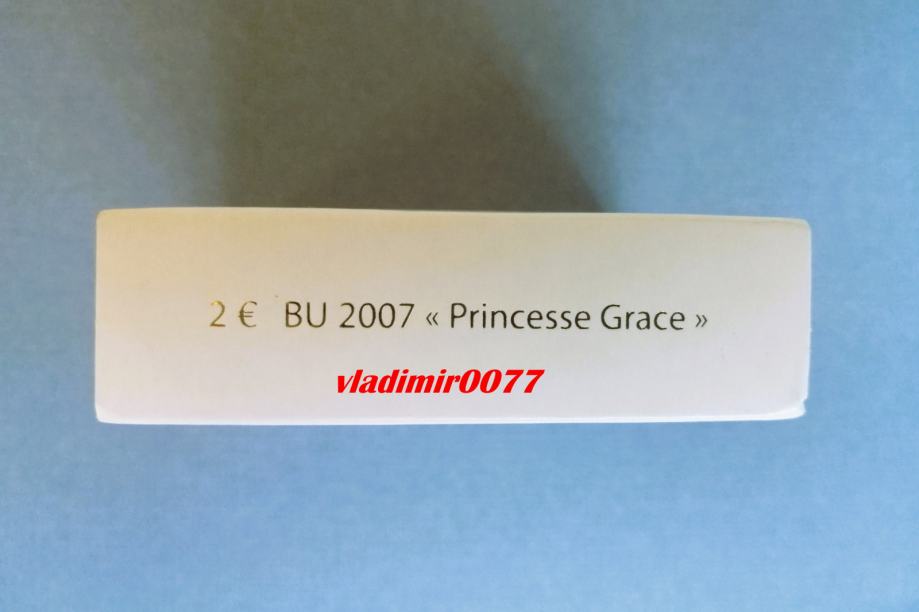 2 € BU 2007 « Princesse Grace »
vladimir0077